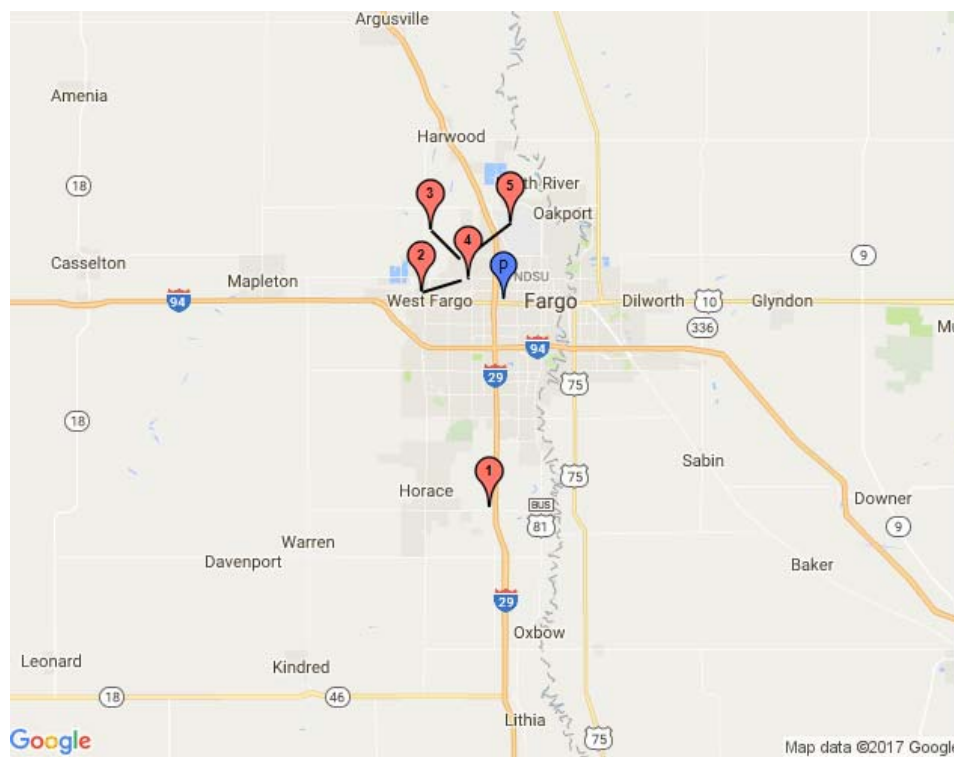 Argusville
Amenia
Harwood
18
3
5
th River
Oakport
2
4
P
NDSU
9
Casselton
Mapleton
94
West Fargo
Fargo
Dilworth
10
Glyndon
336
Mu
94
29
75
18
Sabin
1
Horace
75
Downer
BUS
81
9
Warren
Davenport
Baker
29
Oxbow
Leonard
Kindred
18
46
Lithia
75
Google
Map data ©2017 Google